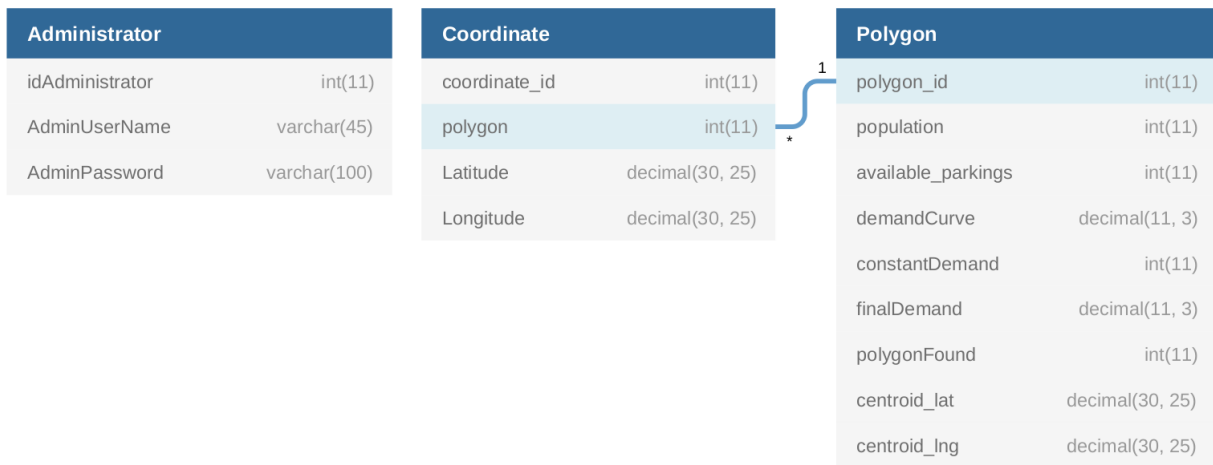 Administrator
idAdministrator int(11)
AdminUserName varchar(45)
AdminPassword varchar(100)
Coordinate
coordinate_id int(11)
polygon int(11)
Latitude decimal(30, 25)
Longitude decimal(30, 25)
1
*
Polygon
polygon_id int(11)
population int(11)
available_parkings int(11)
demandCurve decimal(11, 3)
constantDemand int(11)
finalDemand decimal(11, 3)
polygonFound int(11)
centroid_lat decimal(30, 25)
centroid_lng decimal(30, 25)